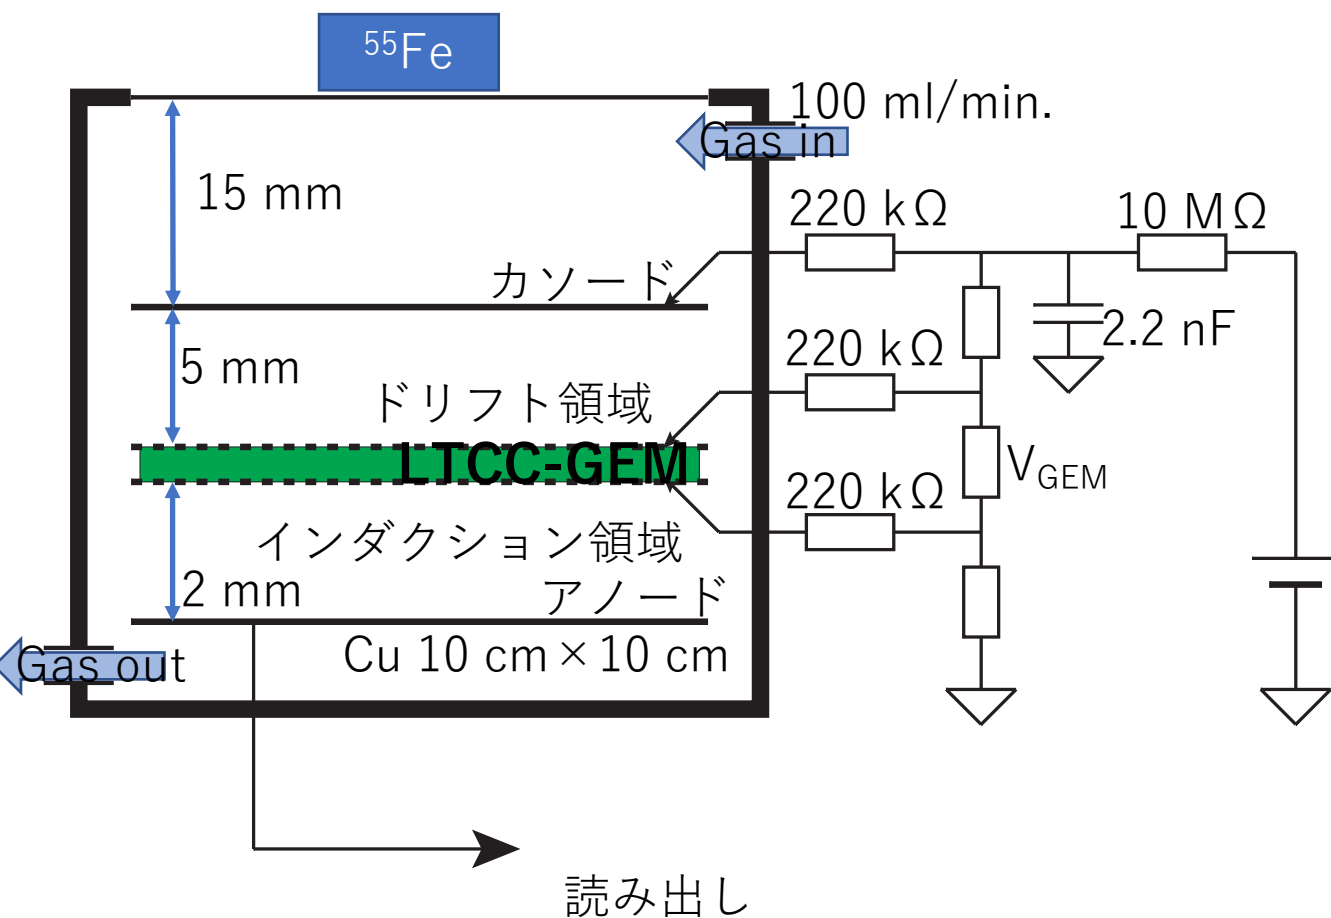 ⁵⁵Fe
100 ml/min.
Gas in
15 mm
220 kΩ
10 MΩ
カソード
2.2 nF
5 mm
220 kΩ
ドリフト領域
LTCC-GEM
V_GEM
220 kΩ
インダクション領域
2 mm
アノード
Cu 10 cm×10 cm
Gas out
読み出し